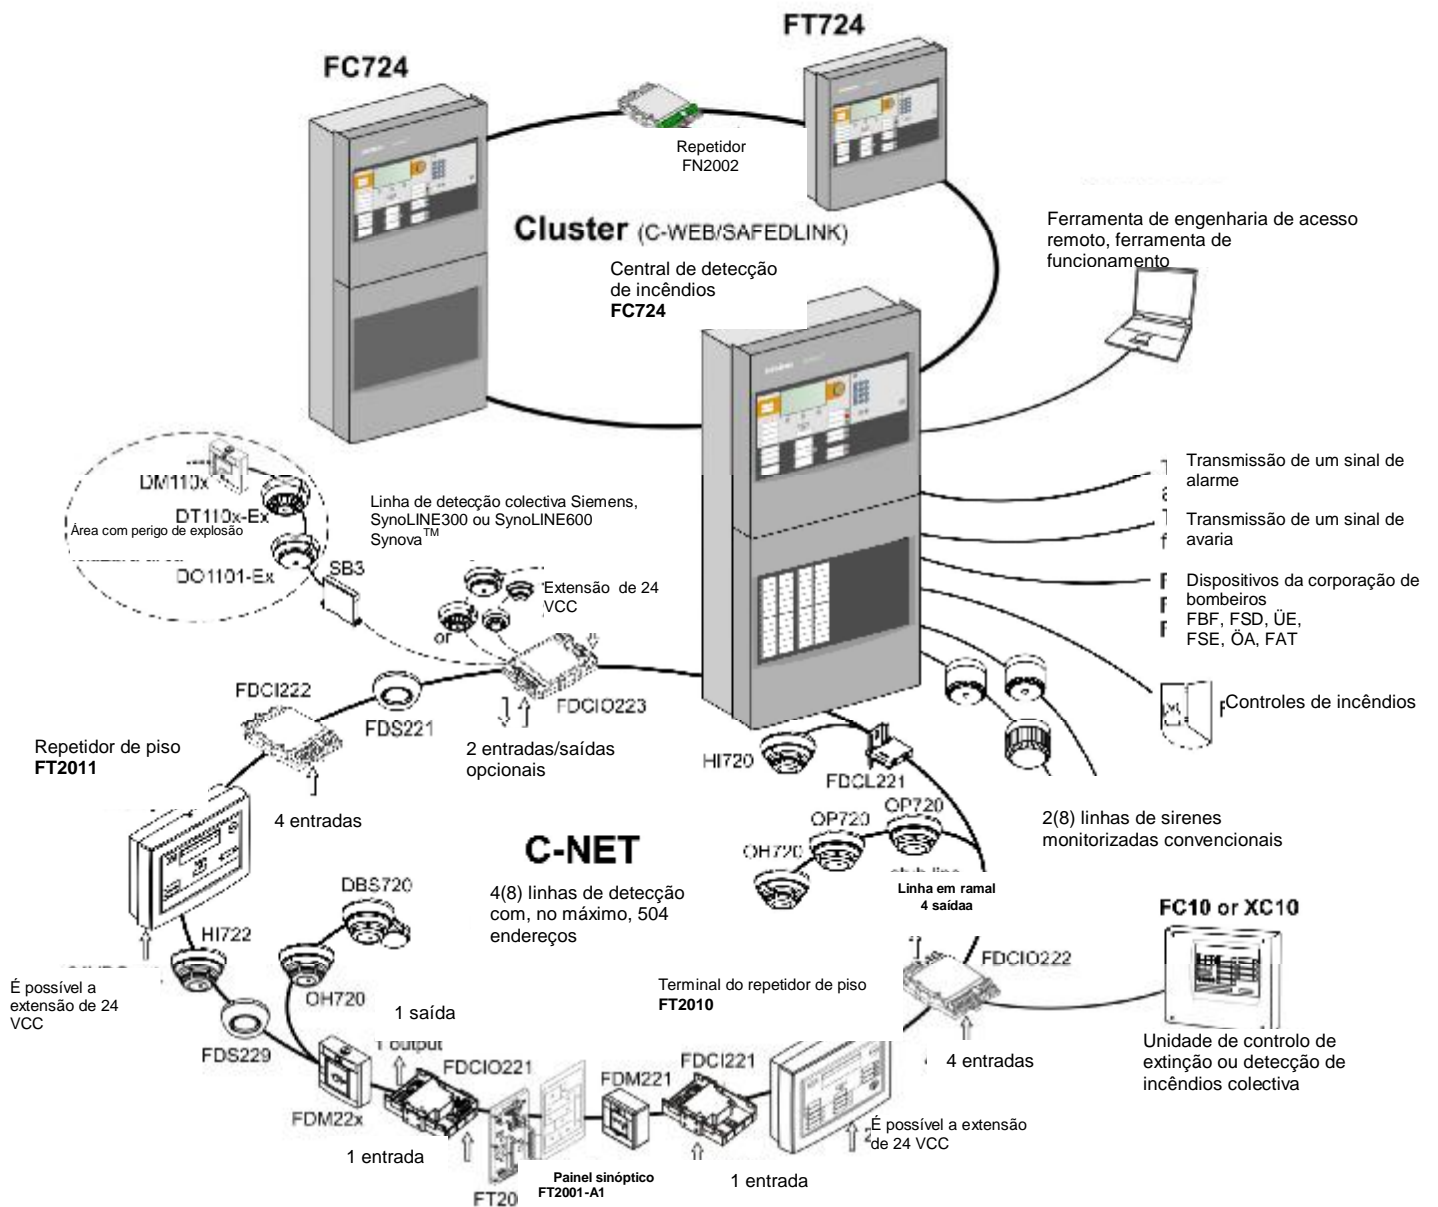 FT724
FC724
Repetidor
FN2002
Cluster (C-WEB/SAFEDLINK)
Central de detecção
de incêndios
FC724
Ferramenta de engenharia de acesso
remoto, ferramenta de
funcionamento
DM110x
DT110x-Ex
Área com perigo de explosão
DO1101-Ex
SB3
Linha de detecção colectiva Siemens,
SynoLINE300 ou SynoLINE600
Synova™
Extensão de 24
VCC
or
Transmissão de um sinal de
alarme
Transmissão de um sinal de
avaria
Dispositivos da corporação de
bombeiros
FBF, FSD, ÜE,
FSE, ÖA, FAT
Controles de incêndios
FDCI222
FDS221
FDCIO223
2 entradas/saídas
opcionais
Repetidor de piso
FT2011
4 entradas
HI720
FDCL221
OP720
OP720
OH720
2(8) linhas de sirenes
monitorizadas convencionais
C-NET
4(8) linhas de detecção
com, no máximo, 504
endereços
Linha em ramal
4 saídaa
DBS720
HI722
OH720
É possível a
extensão de 24
VCC
FDS229
1 saída
1 output
Terminal do repetidor de piso
FT2010
FDCIO222
FC10 or XC10
4 entradas
Unidade de controlo de
extinção ou detecção de
incêndios colectiva
FDM22x
FDCIO221
FDM221
FDCI221
É possível a extensão
de 24 VCC
1 entrada
FT20
Painel sinóptico
FT2001-A1
1 entrada